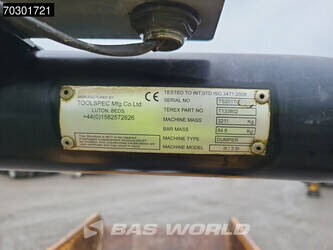 70301721
MANUFACTURED BY
TOOLSPEC Mfg Co.Ltd
LUTON, BEDS,
+44(0)1582572626
CE
TESTED TO INT.STD ISO 3471:2008
SERIAL NO
TEREX PART NO
MACHINE MASS Kg
BAR MASS Kg
MACHINE TYPE DUMPER
MACHINE MODEL
BAS WORLD